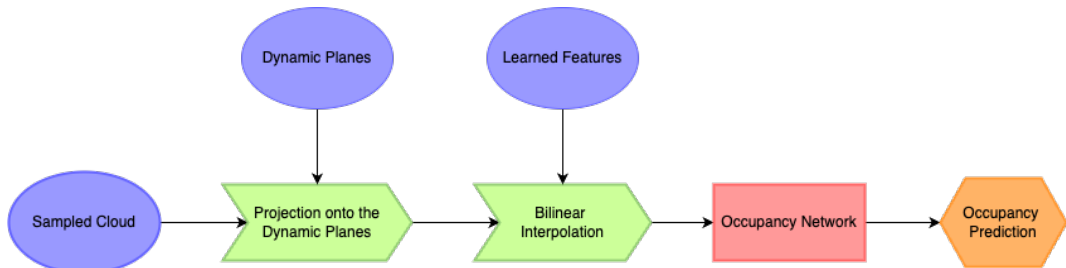 Dynamic Planes
Learned Features
Sampled Cloud
Projection onto the
Dynamic Planes
Bilinear
Interpolation
Occupancy Network
Occupancy
Prediction